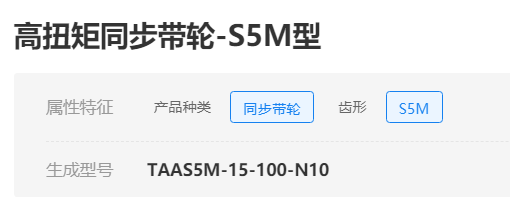 高扭矩同步带轮-S5M型
属性特征 产品种类 同步带轮 齿形 S5M
生成型号 TAAS5M-15-100-N10